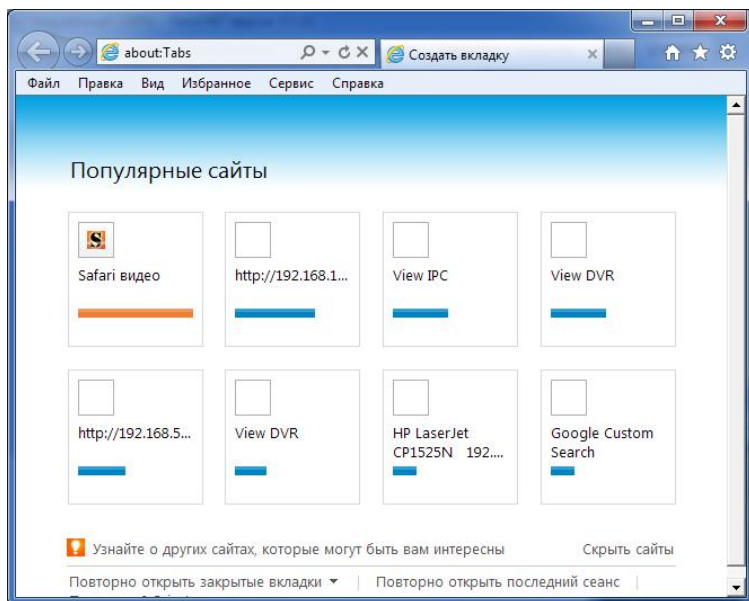 about:Tabs
Создать вкладку
Файл Правка Вид Избранное Сервис Справка
Популярные сайты
Safari видео
http://192.168.1...
View IPC
View DVR
http://192.168.5...
View DVR
HP LaserJet
CP1525N 192....
Google Custom
Search
Узнайте о других сайтах, которые могут быть вам интересны
Скрыть сайты
Повторно открыть закрытые вкладки
Повторно открыть последний сеанс